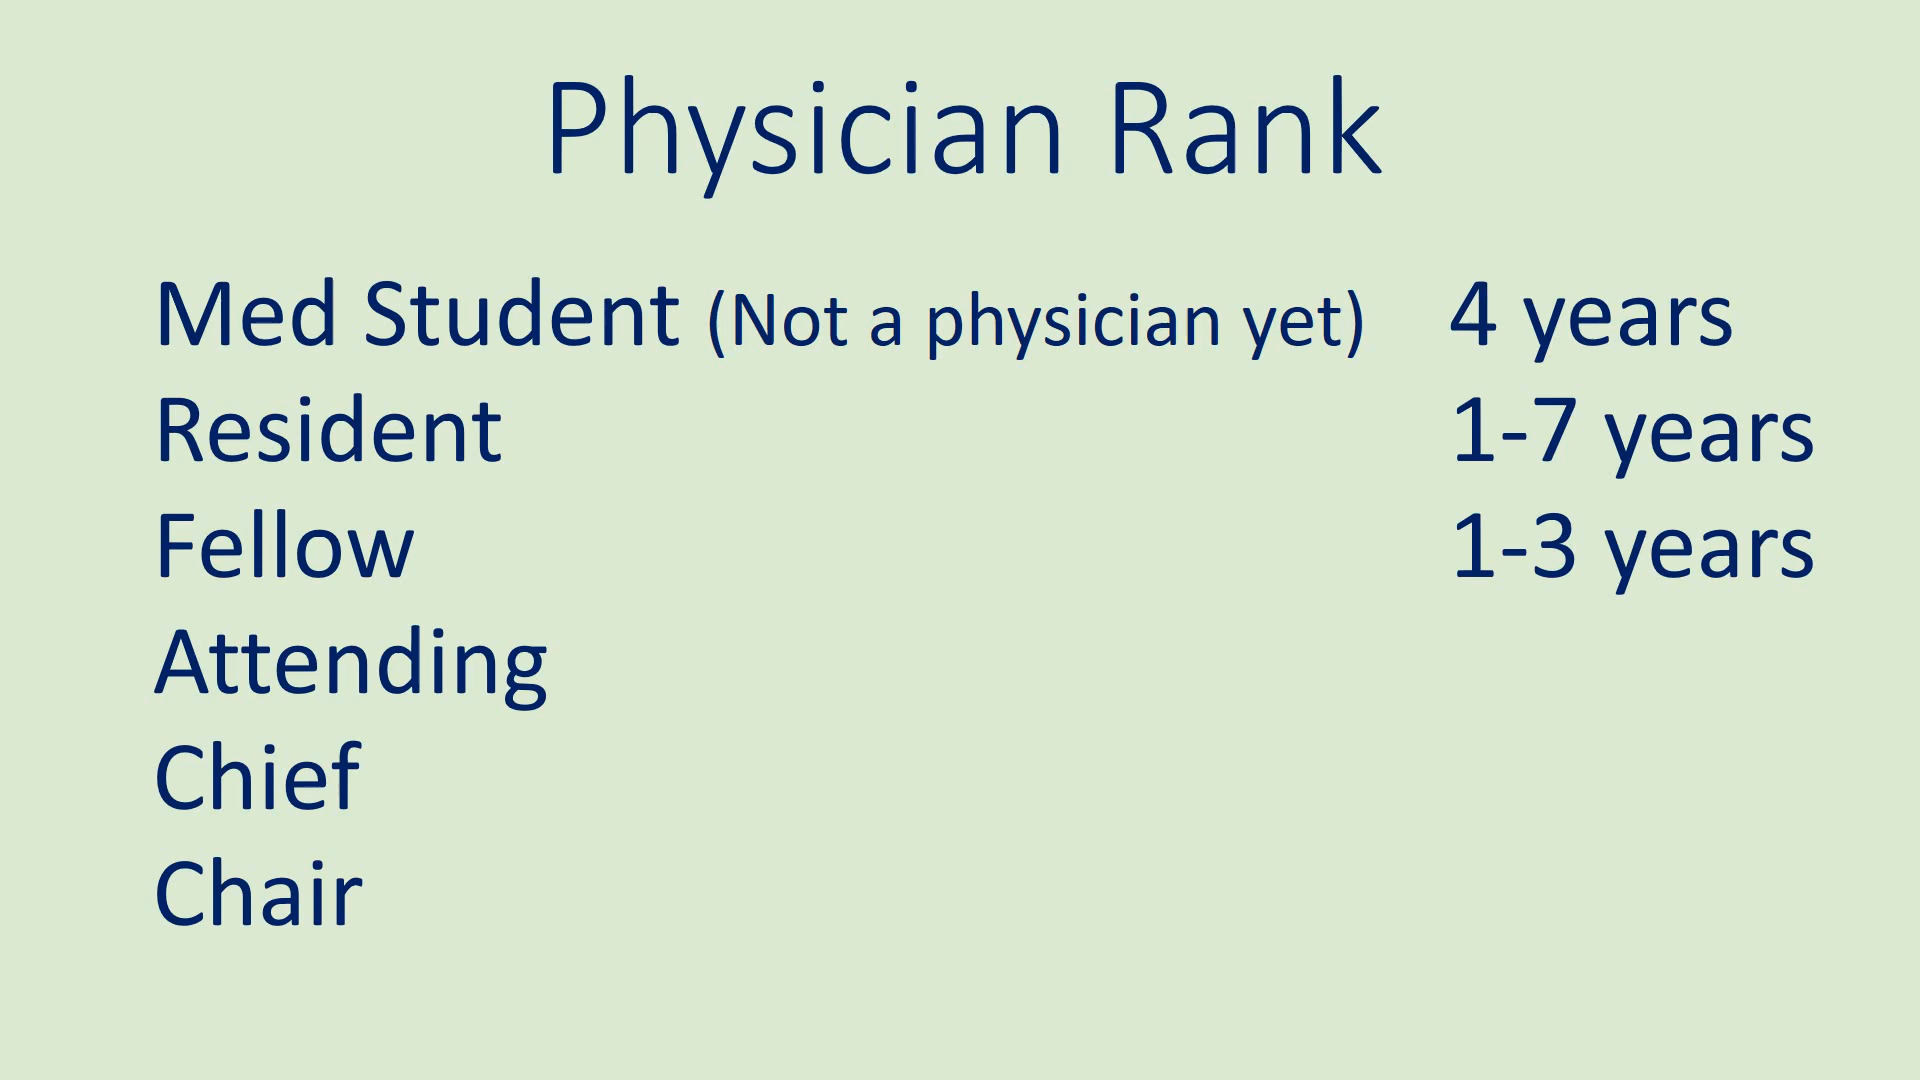 Physician Rank
Med Student (Not a physician yet) 4 years
Resident 1-7 years
Fellow 1-3 years
Attending
Chief
Chair